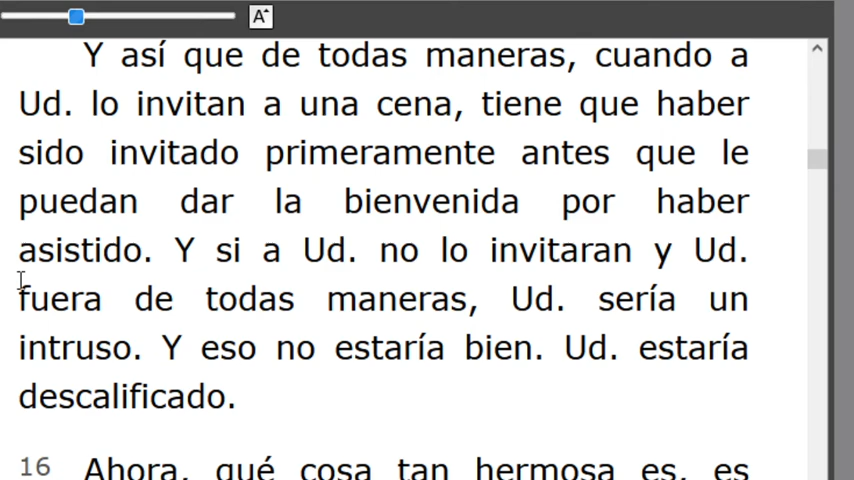 A
Y así que de todas maneras, cuando a
Ud. lo invitan a una cena, tiene que haber
sido invitado primeramente antes que le
puedan dar la bienvenida por haber
asistido. Y si a Ud. no lo invitaran y Ud.
fuera de todas maneras, Ud. sería un
intruso. Y eso no estaría bien. Ud. estaría
descalificado.
16 Ahora, qué cosa tan hermosa es, es